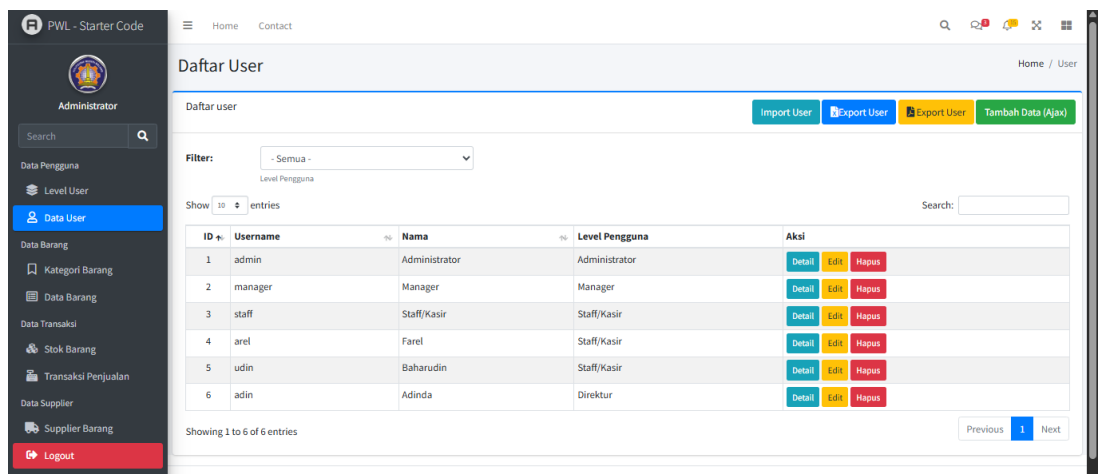 PWL - Starter Code
Home Contact
3
15
Administrator
Search
Data Pengguna
Level User
Data User
Data Barang
Kategori Barang
Data Barang
Data Transaksi
Stok Barang
Transaksi Penjualan
Data Supplier
Supplier Barang
Logout
Daftar User
Home / User
Daftar user
Import User Export User Export User Tambah Data (Ajax)
Filter: - Semua -
Level Pengguna
Show 10 entries Search:
ID Username Nama Level Pengguna Aksi
1 admin Administrator Administrator Detail Edit Hapus
2 manager Manager Manager Detail Edit Hapus
3 staff Staff/Kasir Staff/Kasir Detail Edit Hapus
4 arel Farel Staff/Kasir Detail Edit Hapus
5 udin Baharudin Staff/Kasir Detail Edit Hapus
6 adin Adinda Direktur Detail Edit Hapus
Showing 1 to 6 of 6 entries Previous 1 Next